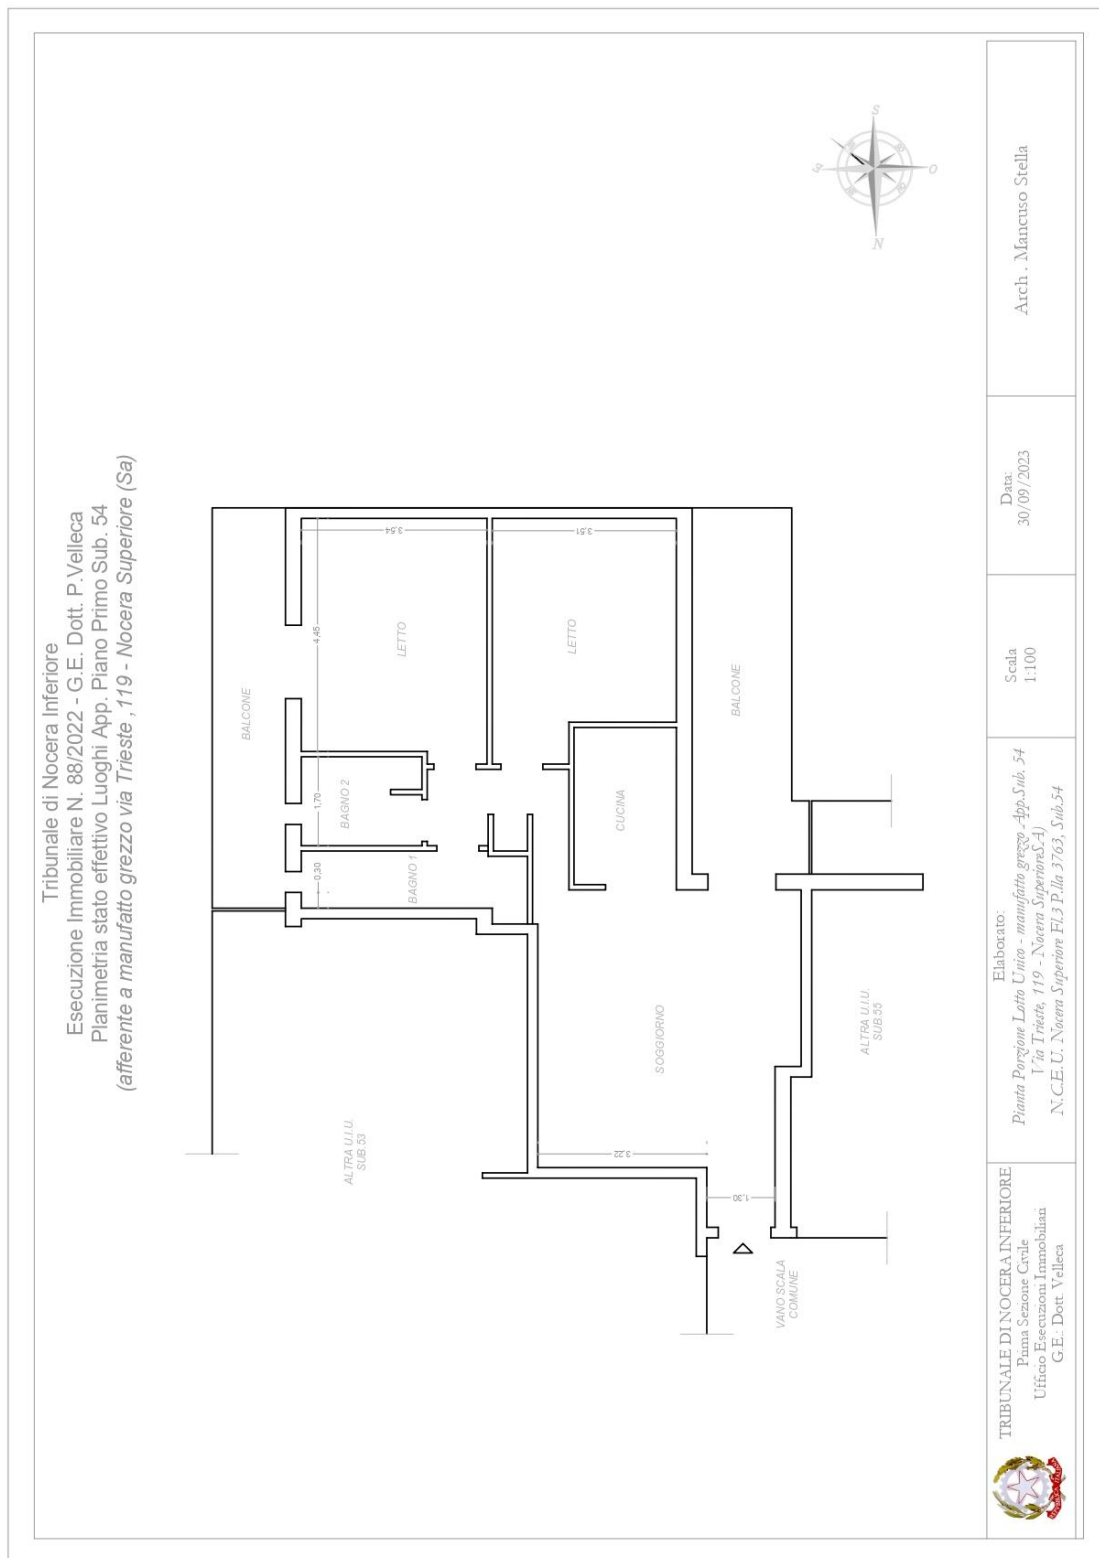 Tribunale di Nocera Inferiore
Esecuzione Immobiliare N. 88/2022 - G.E. Dott. P.Velleca
Planimetria stato effettivo Luoghi App. Piano Primo Sub. 54
(afferente a manufatto grezzo via Trieste ,119 - Nocera Superiore (Sa)
BALCONE
4,45
3,54
LETTO
3,51
LETTO
BALCONE
1,70
BAGNO 2
0,30
BAGNO 1
CUCINA
ALTRA U.I.U.
SUB.53
SOGGIORNO
3,22
ALTRA U.I.U.
SUB.55
1,30
VANO SCALA
COMUNE
S
O
N
TRIBUNALE DI NOCERA INFERIORE
Prima Sezione Civile
Ufficio Esecuzioni Immobiliari
G.E.: Dott. Velleca
Elaborato:
Pianta Porzione Lotto Unico - manufatto grezzo - App.Sub. 54
Via Trieste, 119 - Nocera Superiore(SA)
N.C.E.U. Nocera Superiore Fl.3 P.lla 3763, Sub.54
Scala
1:100
Data:
30/09/2023
Arch . Mancuso Stella